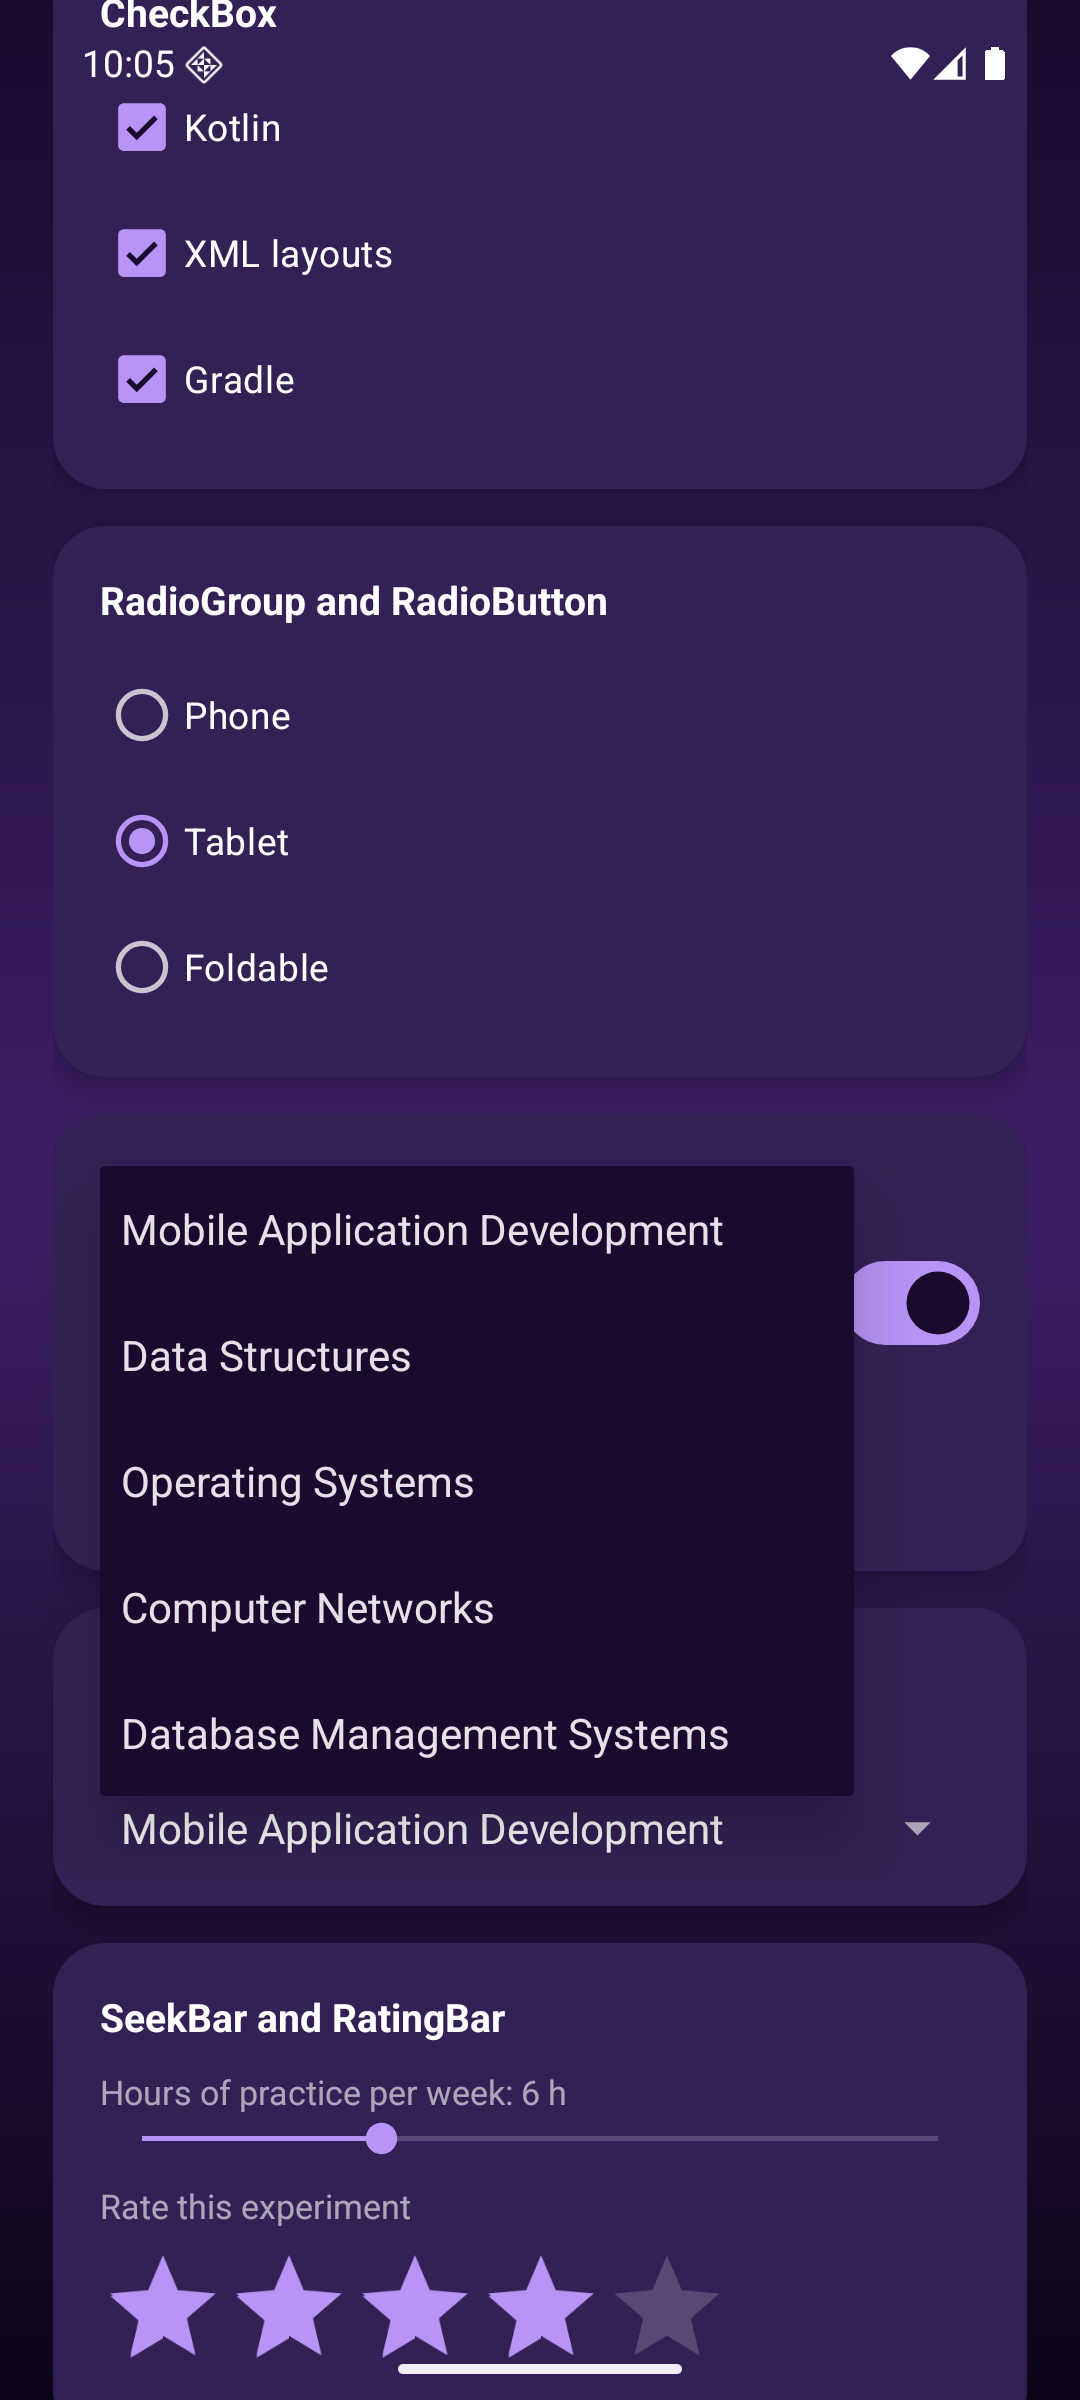 CheckBox
10:05
Kotlin
XML layouts
Gradle
RadioGroup and RadioButton
Phone
Tablet
Foldable
Mobile Application Development
Data Structures
Operating Systems
Computer Networks
Database Management Systems
Mobile Application Development
SeekBar and RatingBar
Hours of practice per week: 6 h
Rate this experiment